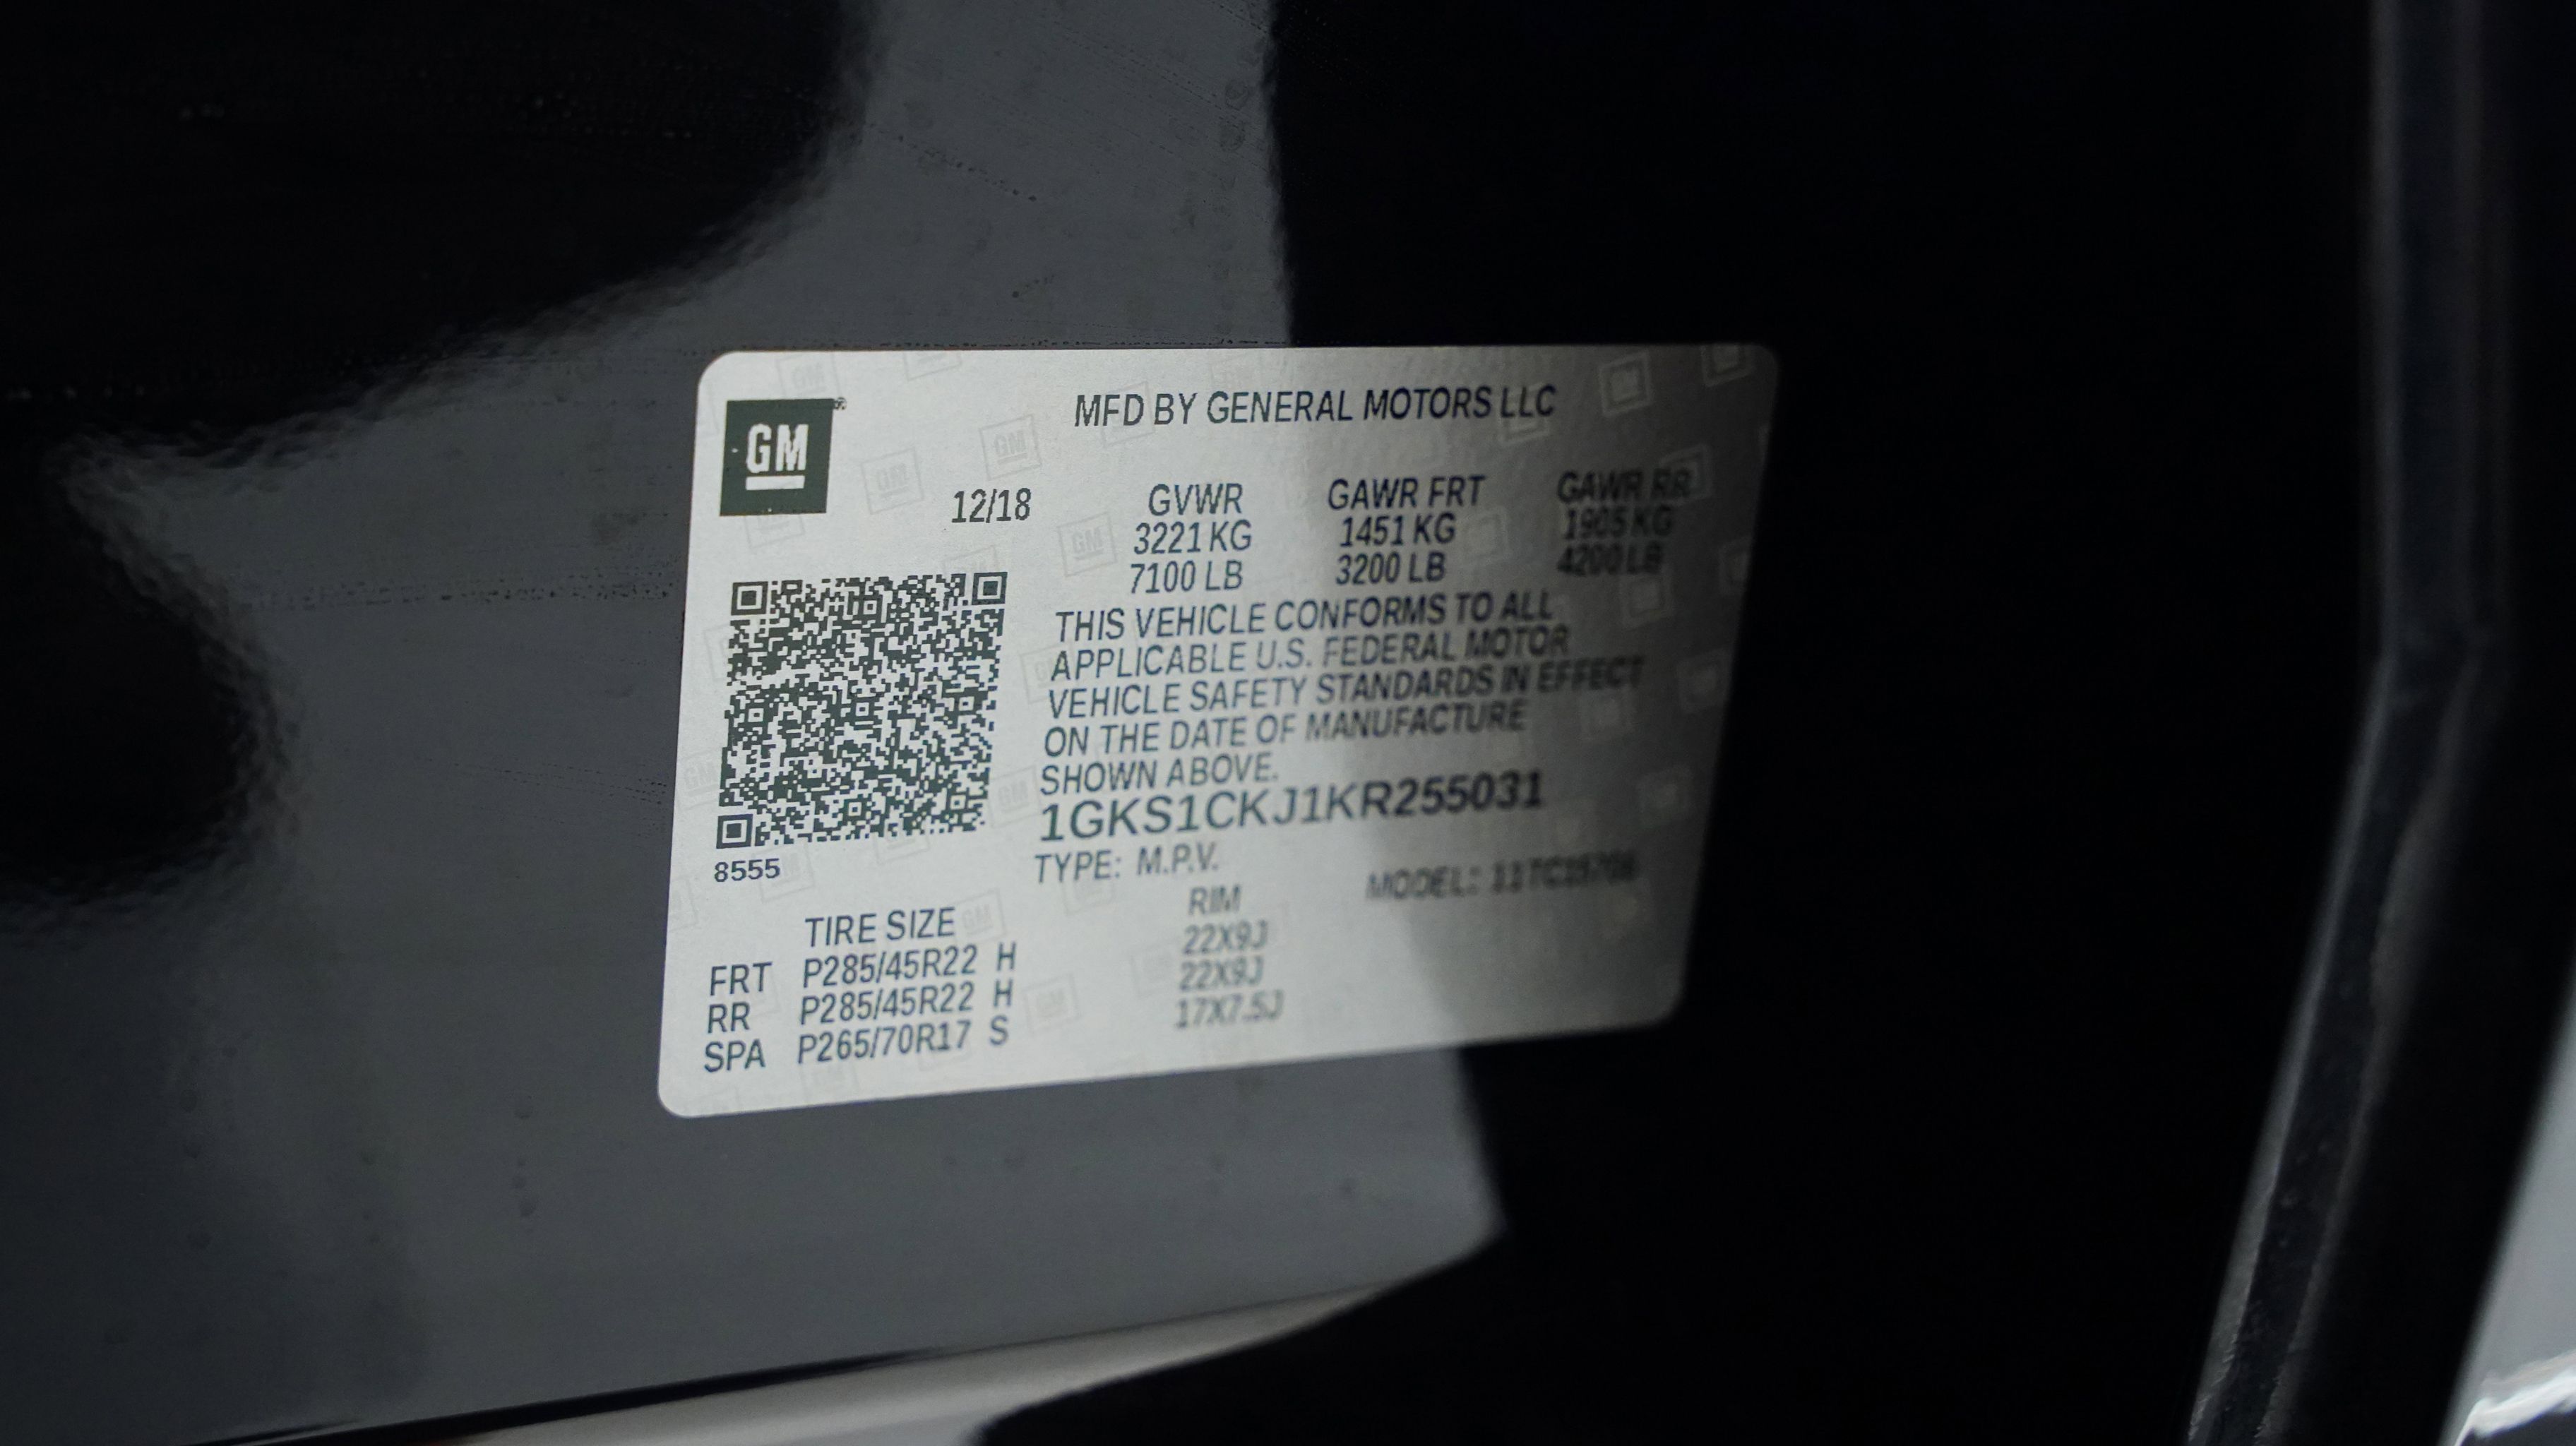 GM
MFD BY GENERAL MOTORS LLC
12/18 GVWR GAWR FRT GAWR RR
3221 KG 1451 KG 1905 KG
7100 LB 3200 LB 4200 LB
THIS VEHICLE CONFORMS TO ALL
APPLICABLE U.S. FEDERAL MOTOR
VEHICLE SAFETY STANDARDS IN EFFECT
ON THE DATE OF MANUFACTURE
SHOWN ABOVE.
1GKS1CKJ1KR255031
8555
TYPE: M.P.V. MODEL:
TIRE SIZE RIM
FRT P285/45R22 H 22X9J
RR P285/45R22 H 22X9J
SPA P265/70R17 S 17X7.5J